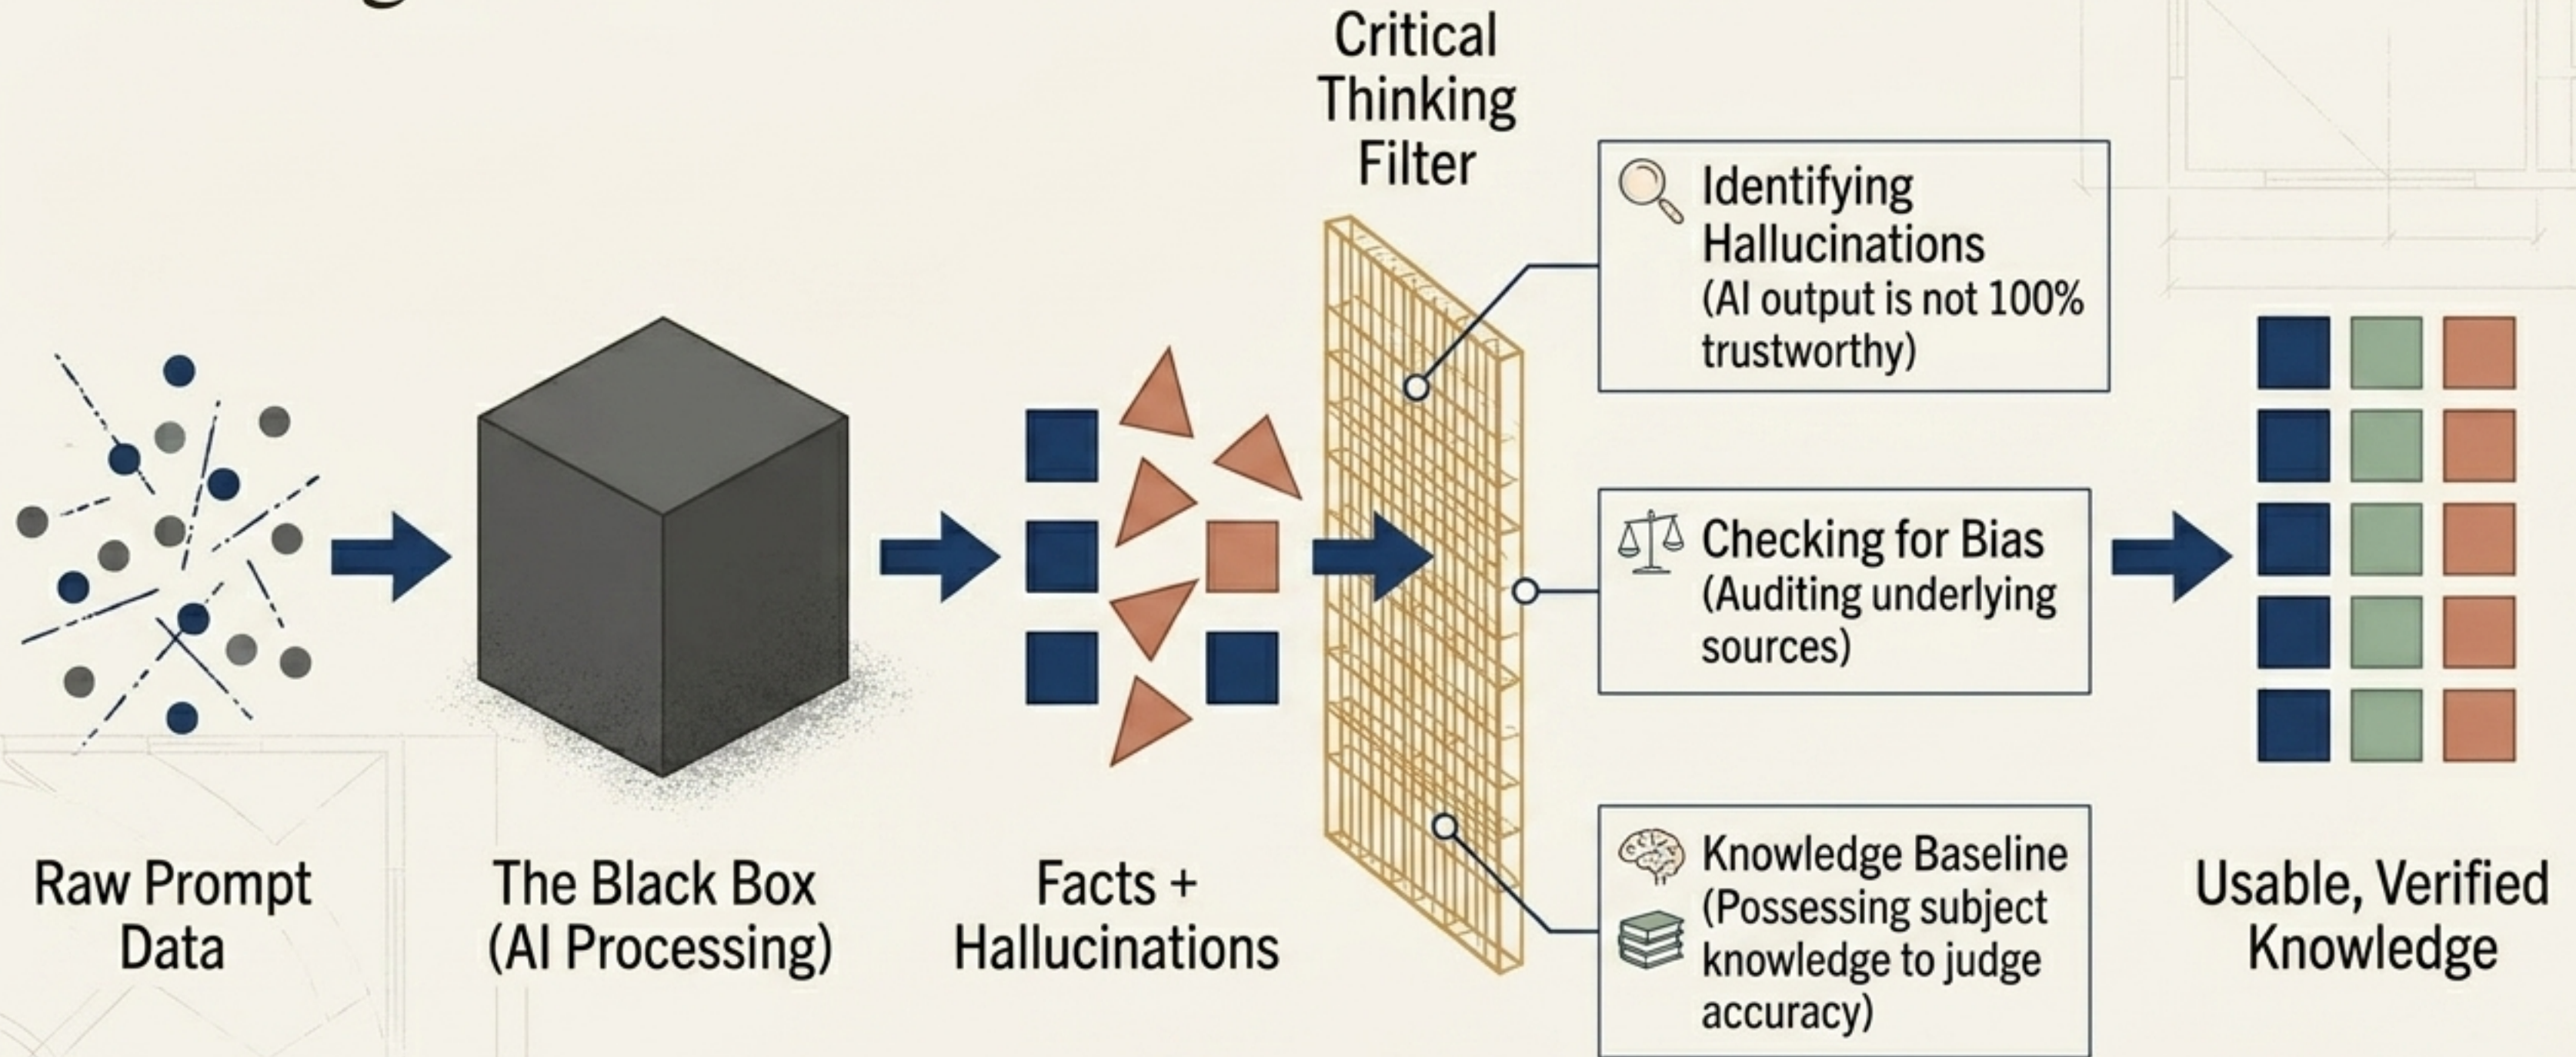 Critical
Thinking
Filter
Identifying
Hallucinations
(AI output is not 100%
trustworthy)
Checking for Bias
(Auditing underlying
sources)
Knowledge Baseline
(Possessing subject
knowledge to judge
accuracy)
Raw Prompt
Data
The Black Box
(AI Processing)
Facts +
Hallucinations
Usable, Verified
Knowledge